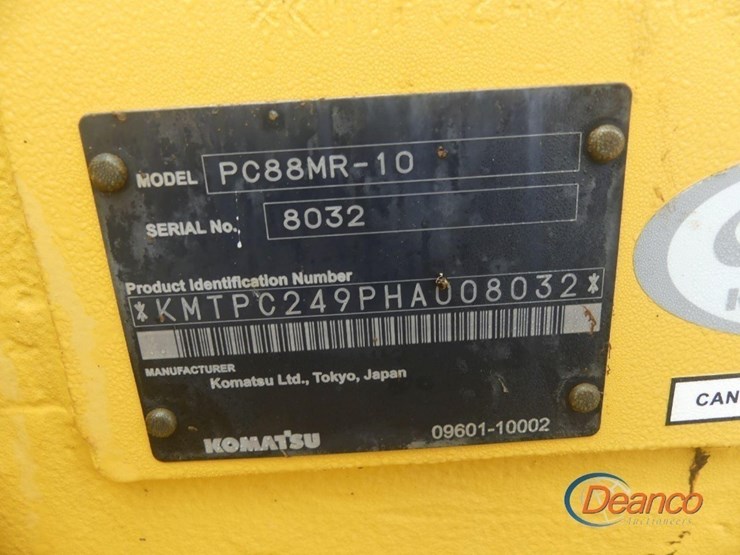 MODEL PC88MR-10
SERIAL No. 8032
Product Identification Number
*KMTPC249PHA008032*
MANUFACTURER
Komatsu Ltd., Tokyo, Japan
KOMATSU 09601-10002
CAN
Deanco
Auctioneers